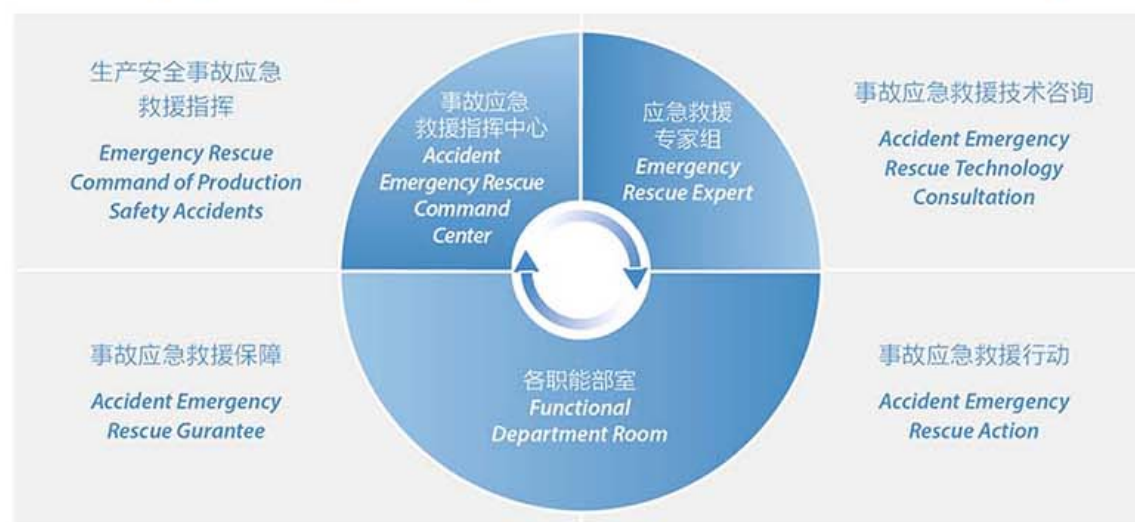 生产安全事故应急
救援指挥
Emergency Rescue
Command of Production
Safety Accidents
事故应急
救援指挥中心
Accident
Emergency Rescue
Command
Center
应急救援
专家组
Emergency
Rescue Expert
事故应急救援技术咨询
Accident Emergency
Rescue Technology
Consultation
事故应急救援保障
Accident Emergency
Rescue Gurantee
各职能部室
Functional
Department Room
事故应急救援行动
Accident Emergency
Rescue Action